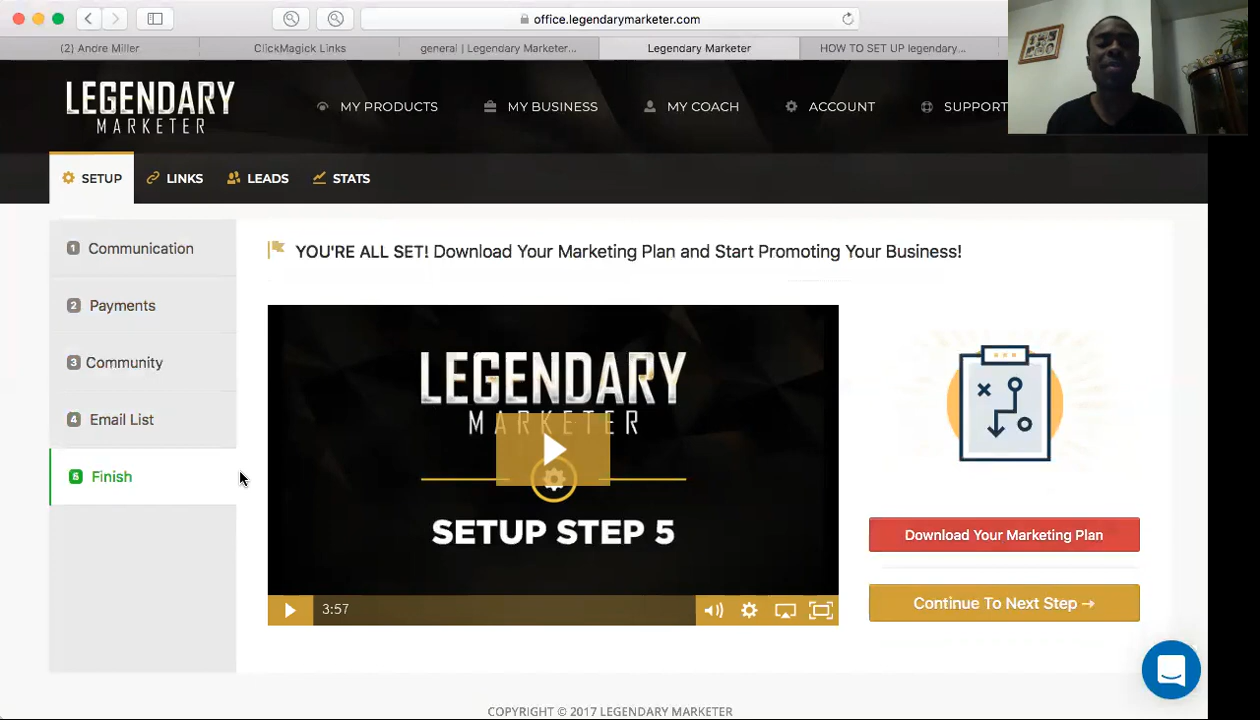 office.legendarymarketer.com
(2) Andre Miller
ClickMagick Links
general | Legendary Marketer...
Legendary Marketer
HOW TO SET UP legendary...
LEGENDARY
MARKETER
MY PRODUCTS
MY BUSINESS
MY COACH
ACCOUNT
SUPPORT
SETUP
LINKS
LEADS
STATS
1 Communication
2 Payments
3 Community
4 Email List
5 Finish
YOU'RE ALL SET! Download Your Marketing Plan and Start Promoting Your Business!
LEGENDARY
MARKETER
SETUP STEP 5
3:57
Download Your Marketing Plan
Continue To Next Step →
COPYRIGHT © 2017 LEGENDARY MARKETER